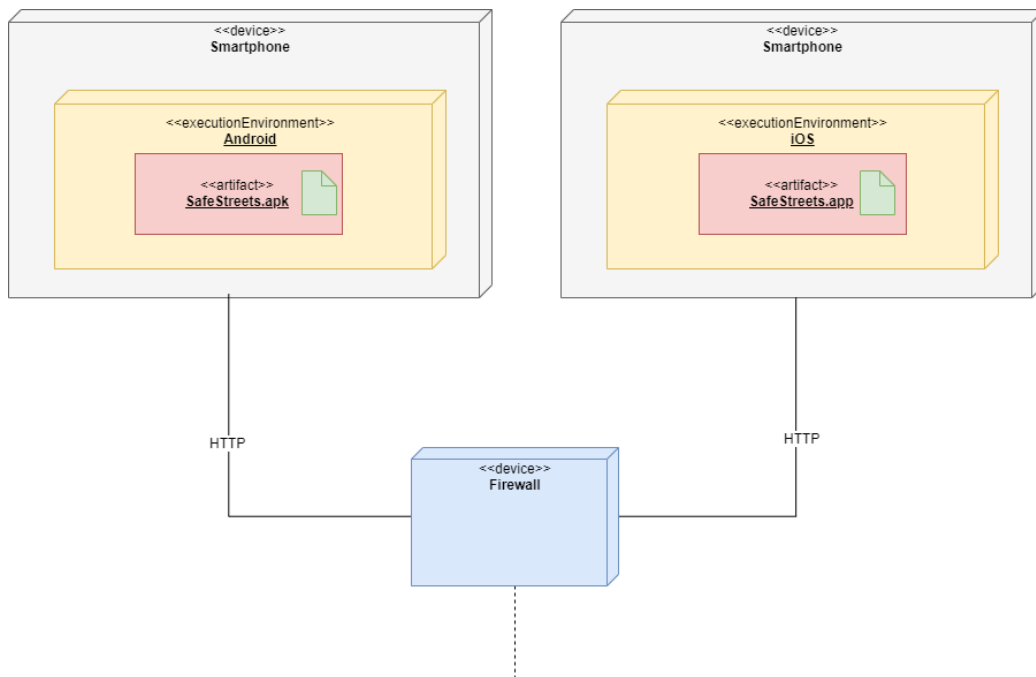 <<device>>
Smartphone
<<executionEnvironment>>
Android
<<artifact>>
SafeStreets.apk
<<device>>
Smartphone
<<executionEnvironment>>
iOS
<<artifact>>
SafeStreets.app
HTTP
HTTP
<<device>>
Firewall